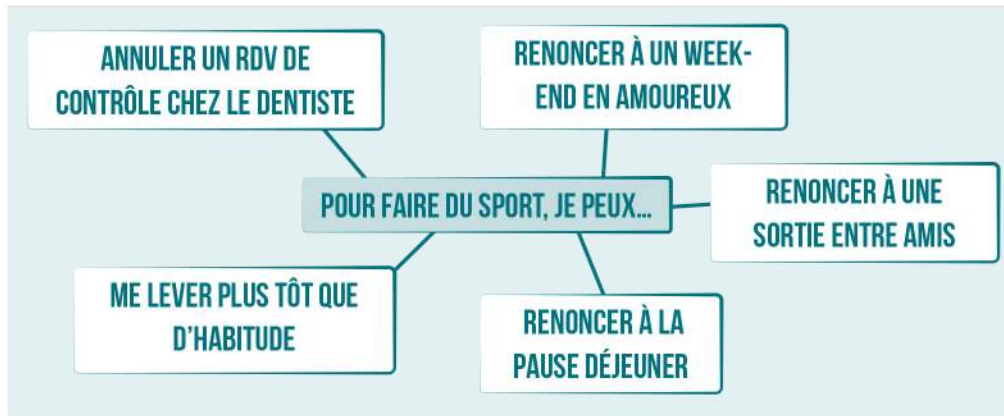 ANNULER UN RDV DE
CONTRÔLE CHEZ LE DENTISTE
RENONCER À UN WEEK-
END EN AMOUREUX
POUR FAIRE DU SPORT, JE PEUX...
RENONCER À UNE
SORTIE ENTRE AMIS
ME LEVER PLUS TÔT QUE
D'HABITUDE
RENONCER À LA
PAUSE DÉJEUNER